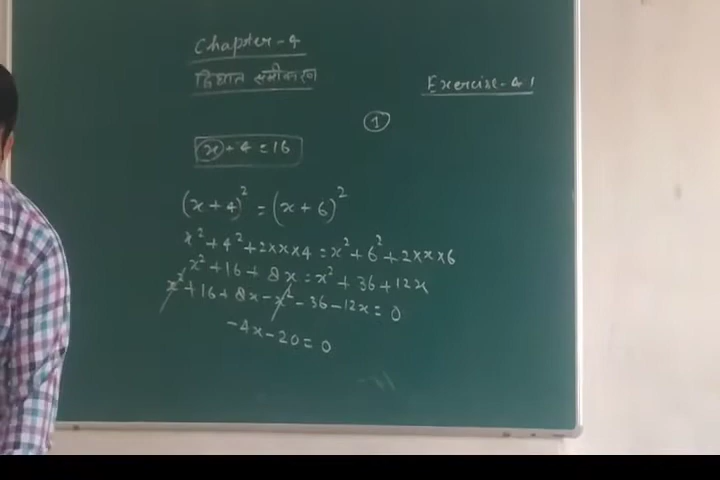 Chapter-4
द्विघात समीकरण
Exercise-4.1
1
x+4=16
(x+4)² = (x+6)²
x²+4²+2×x×4=x²+6²+2×x×6
x²+16+8x=x²+36+12x
x²+16+8x-x²-36-12x=0
-4x-20=0